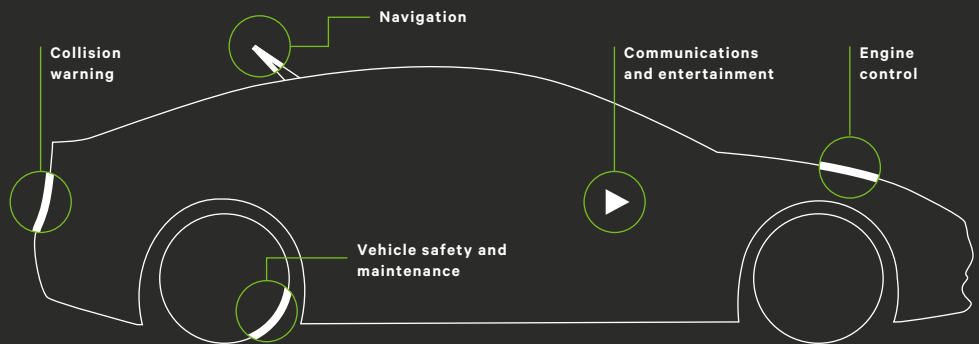 Navigation
Collision
warning
Communications
and entertainment
Engine
control
Vehicle safety and
maintenance